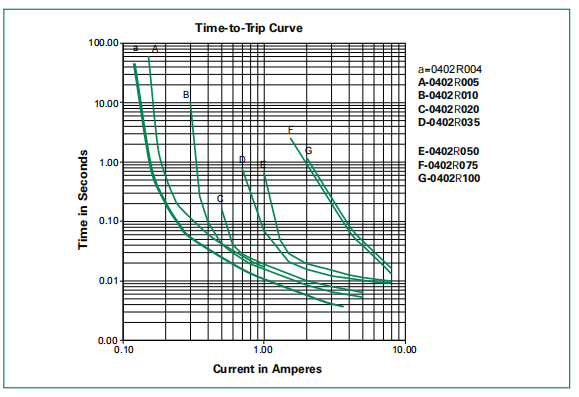 Time-to-Trip Curve
100.00
10.00
1.00
0.10
0.01
0.00
0.10
1.00
10.00
Time in Seconds
Current in Amperes
a
A
B
C
D
E
F
G
a=0402R004
A-0402R005
B-0402R010
C-0402R020
D-0402R035
E-0402R050
F-0402R075
G-0402R100